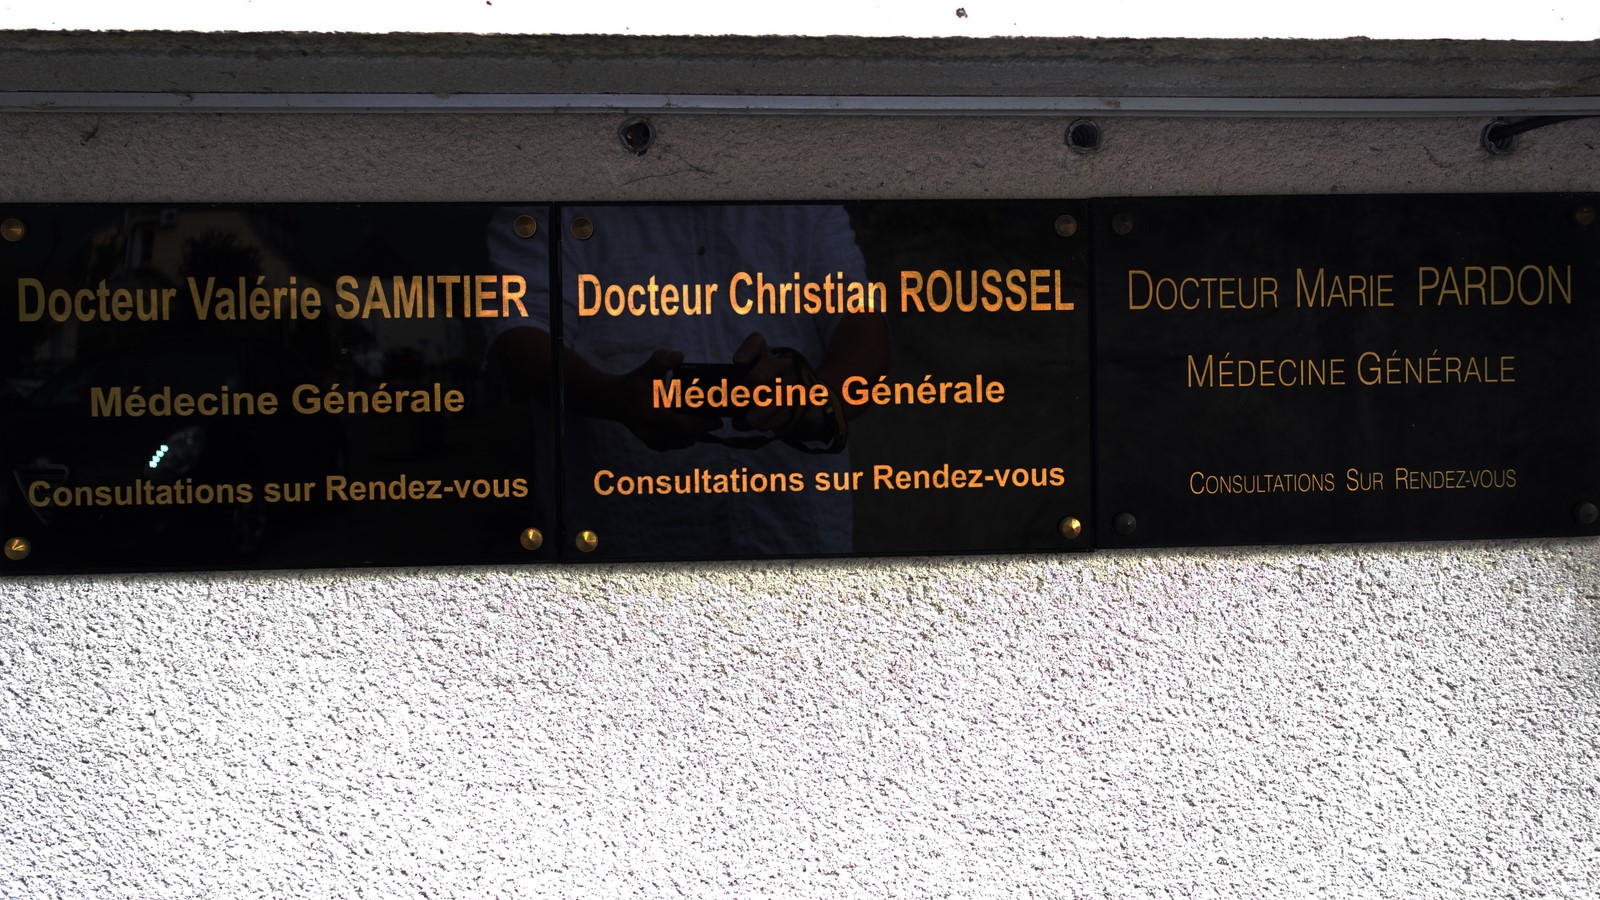 Docteur Valérie SAMITIER
Médecine Générale
Consultations sur Rendez-vous
Docteur Christian ROUSSEL
Médecine Générale
Consultations sur Rendez-vous
DOCTEUR MARIE PARDON
MÉDECINE GÉNÉRALE
CONSULTATIONS SUR RENDEZ-VOUS